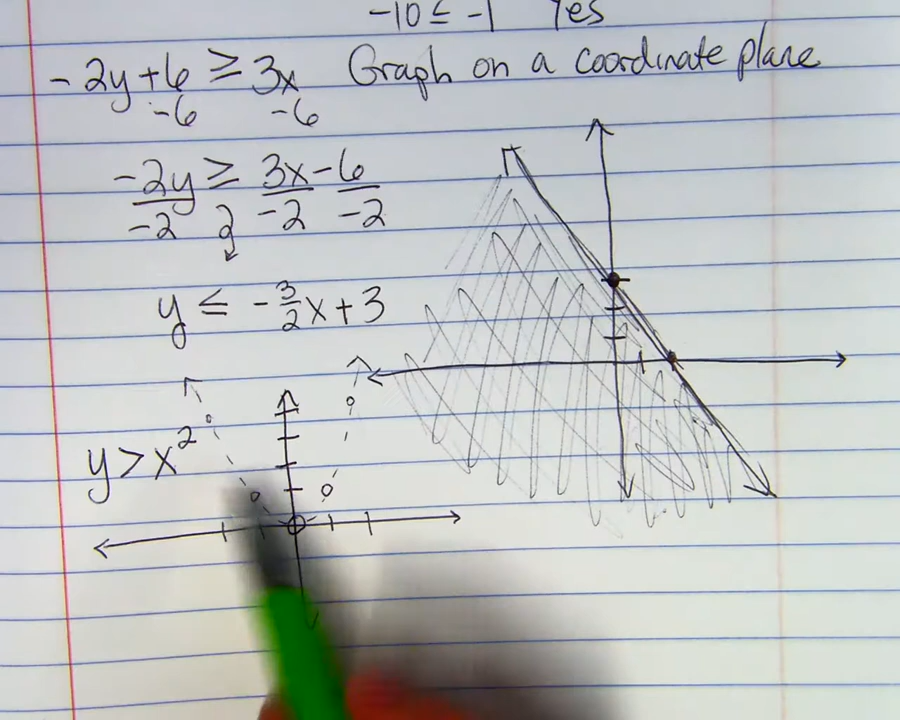 -10 ≤ -1 Yes
-2y+6 ≥ 3x Graph on a coordinate plane
-6 -6
-2y ≥ 3x-6
-2 -2 -2
y ≤ -3/2x+3
y > x²